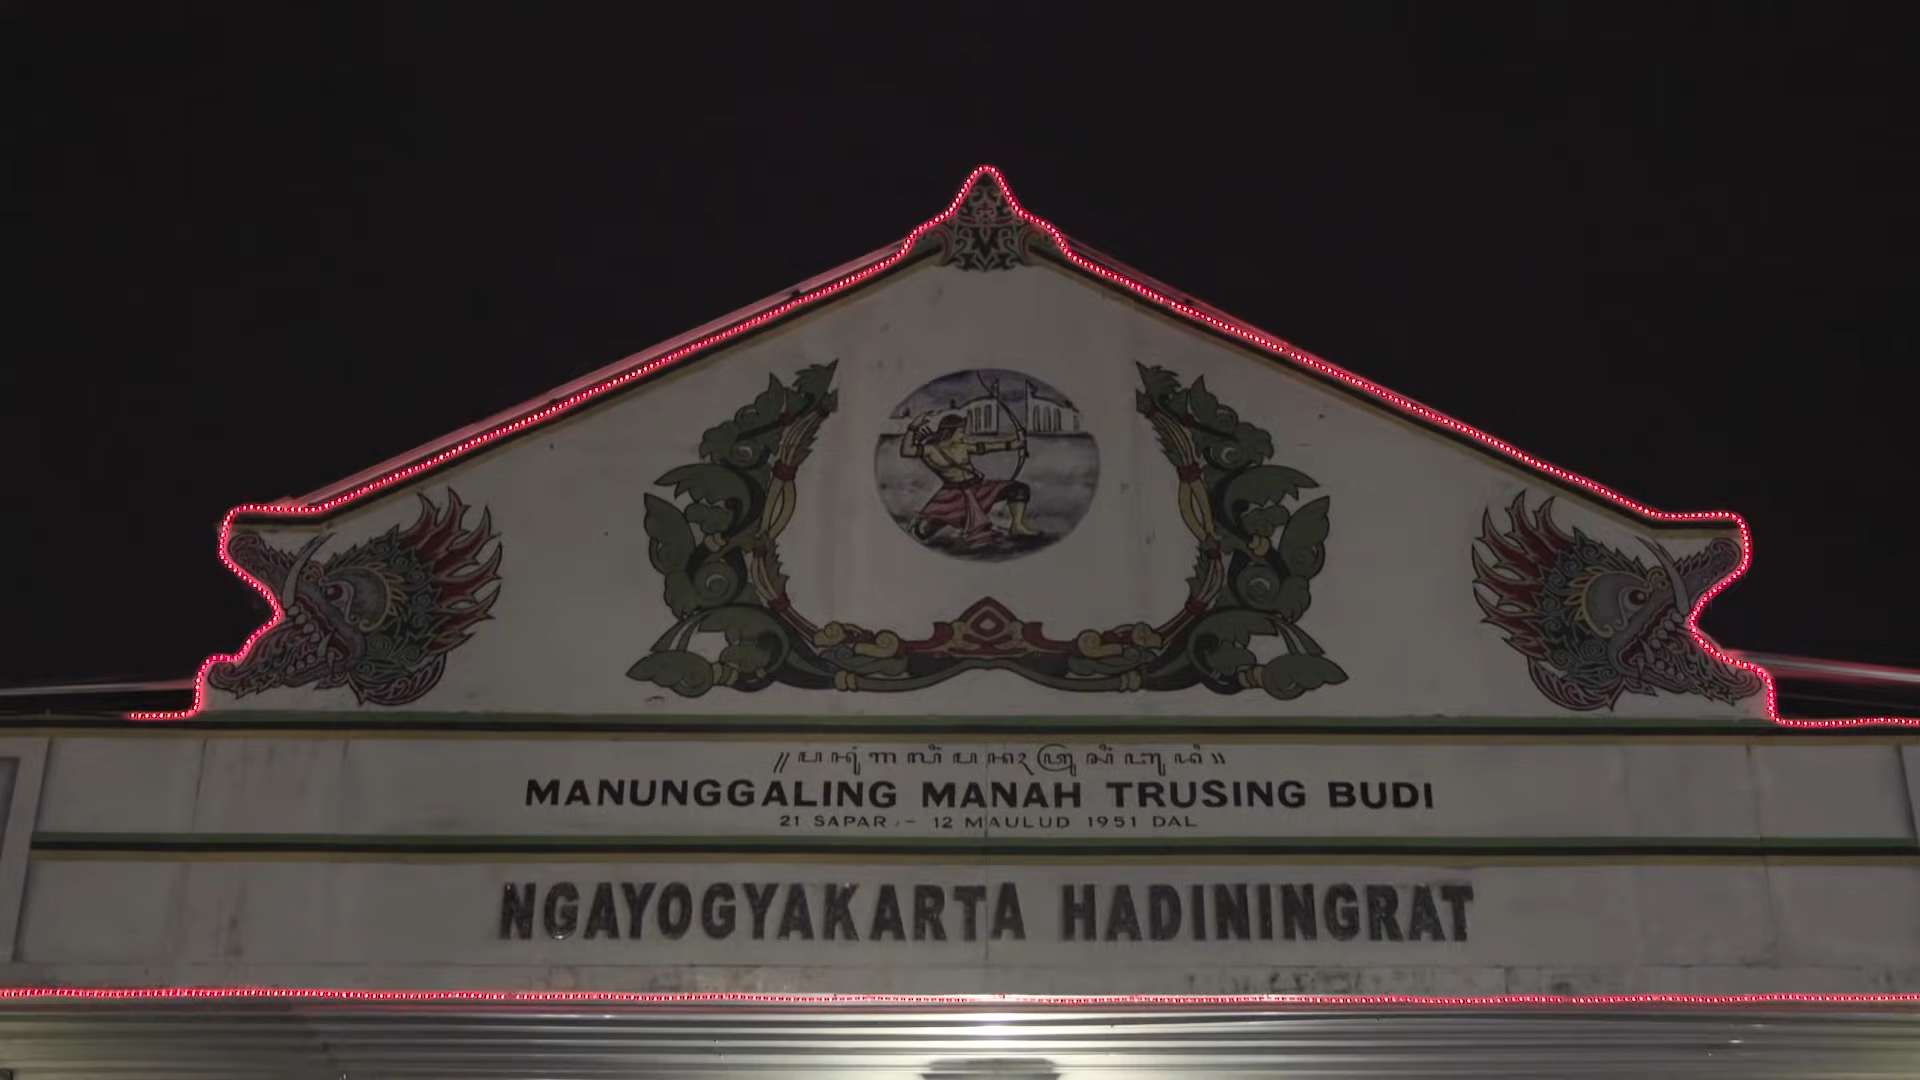 MANUNGGALING MANAH TRUSING BUDI
21 SAPAR - 12 MAULUD 1951 DAL
NGAYOGYAKARTA HADININGRAT